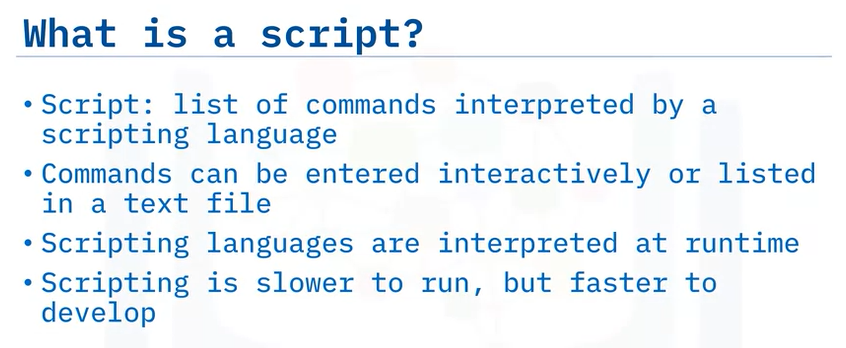 What is a script?
• Script: list of commands interpreted by a
scripting language
• Commands can be entered interactively or listed
in a text file
• Scripting languages are interpreted at runtime
• Scripting is slower to run, but faster to
develop